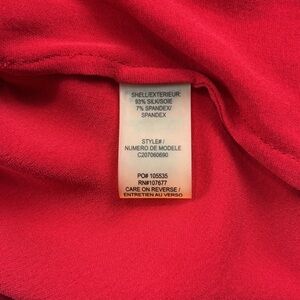 SHELL/EXTERIEUR:
93% SILK/SOIE
7% SPANDEX/
SPANDEX
STYLE# /
NUMERO DE MODELE
C207060690
PO# 105535
RN#107677
CARE ON REVERSE /
ENTRETIEN AU VERSO